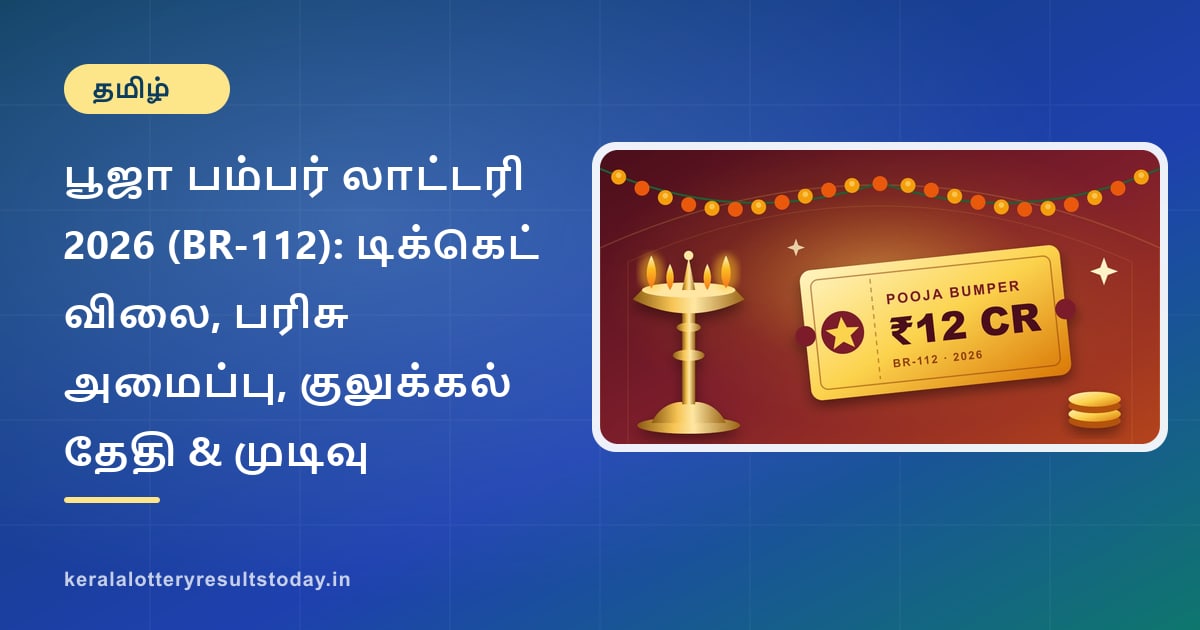 தமிழ்
பூஜா பம்பர் லாட்டரி
2026 (BR-112): டிக்கெட்
விலை, பரிசு
அமைப்பு, குலுக்கல்
தேதி & முடிவு
keralalotteryresultstoday.in
POOJA BUMPER
₹12 CR
BR-112 · 2026